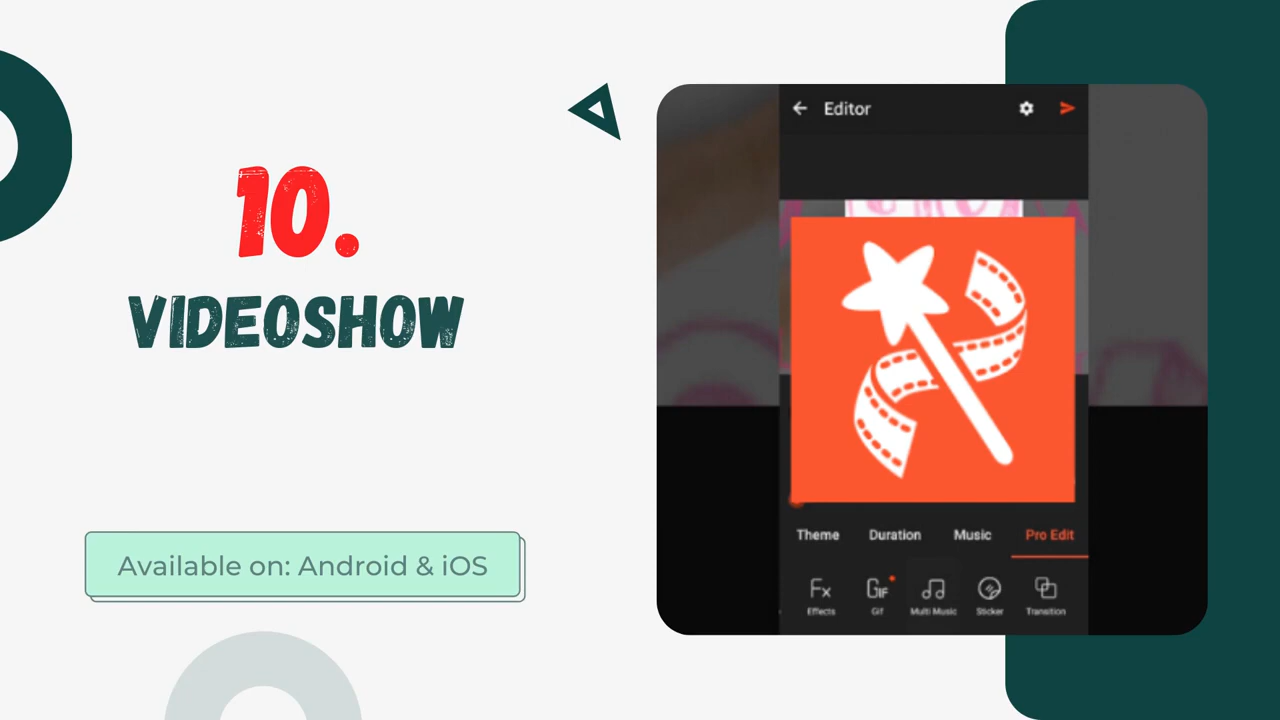 10.
VIDEOSHOW
Available on: Android & iOS
Editor
Theme Duration Music Pro Edit
Fx GIF
Effects Gif Multi Music Sticker Transition